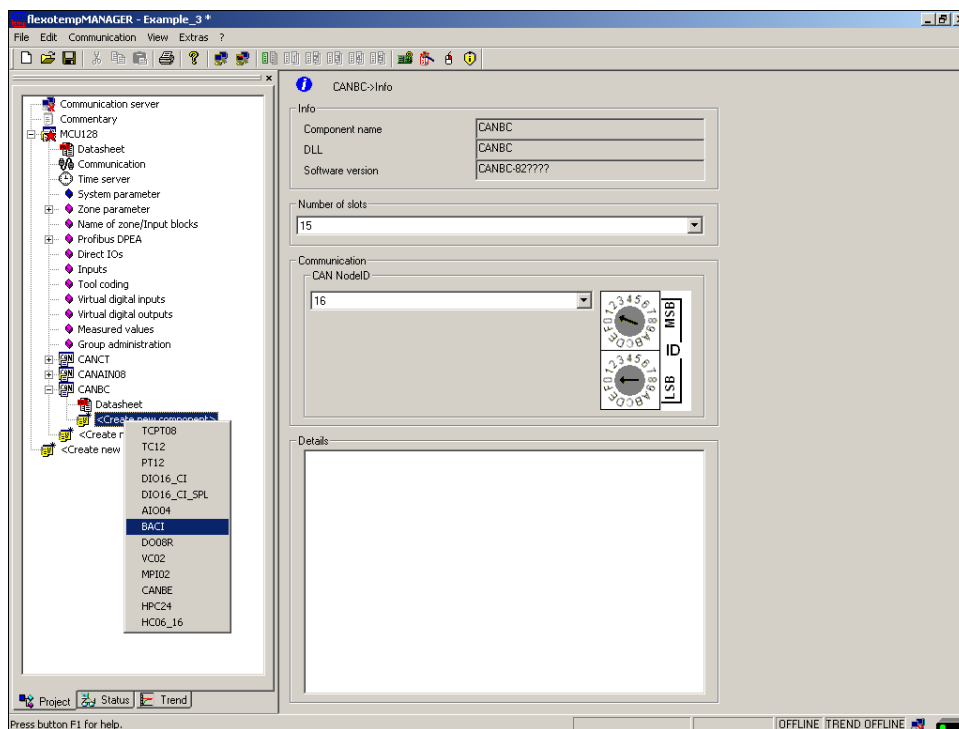 flexotempMANAGER - Example_3 *
File Edit Communication View Extras ?
Communication server
Commentary
MCU128
Datasheet
Communication
Time server
System parameter
Zone parameter
Name of zone/Input blocks
Profibus DPEA
Direct IOs
Inputs
Tool coding
Virtual digital inputs
Virtual digital outputs
Measured values
Group administration
CANCT
CANAIN08
CANBC
Datasheet
<Create new component>
<Create n
<Create new
TCPT08
TC12
PT12
DIO16_CI
DIO16_CI_SPL
AIO04
BACI
DO08R
VC02
MPI02
CANBE
HPC24
HC06_16
Project Status Trend
CANBC->Info
Info
Component name CANBC
DLL CANBC
Software version CANBC-82????
Number of slots
15
Communication
CAN NodeID
16
0123456789ABCDEF
MSB
ID
0123456789ABCDEF
LSB
Details
Press button F1 for help.
OFFLINE TREND OFFLINE